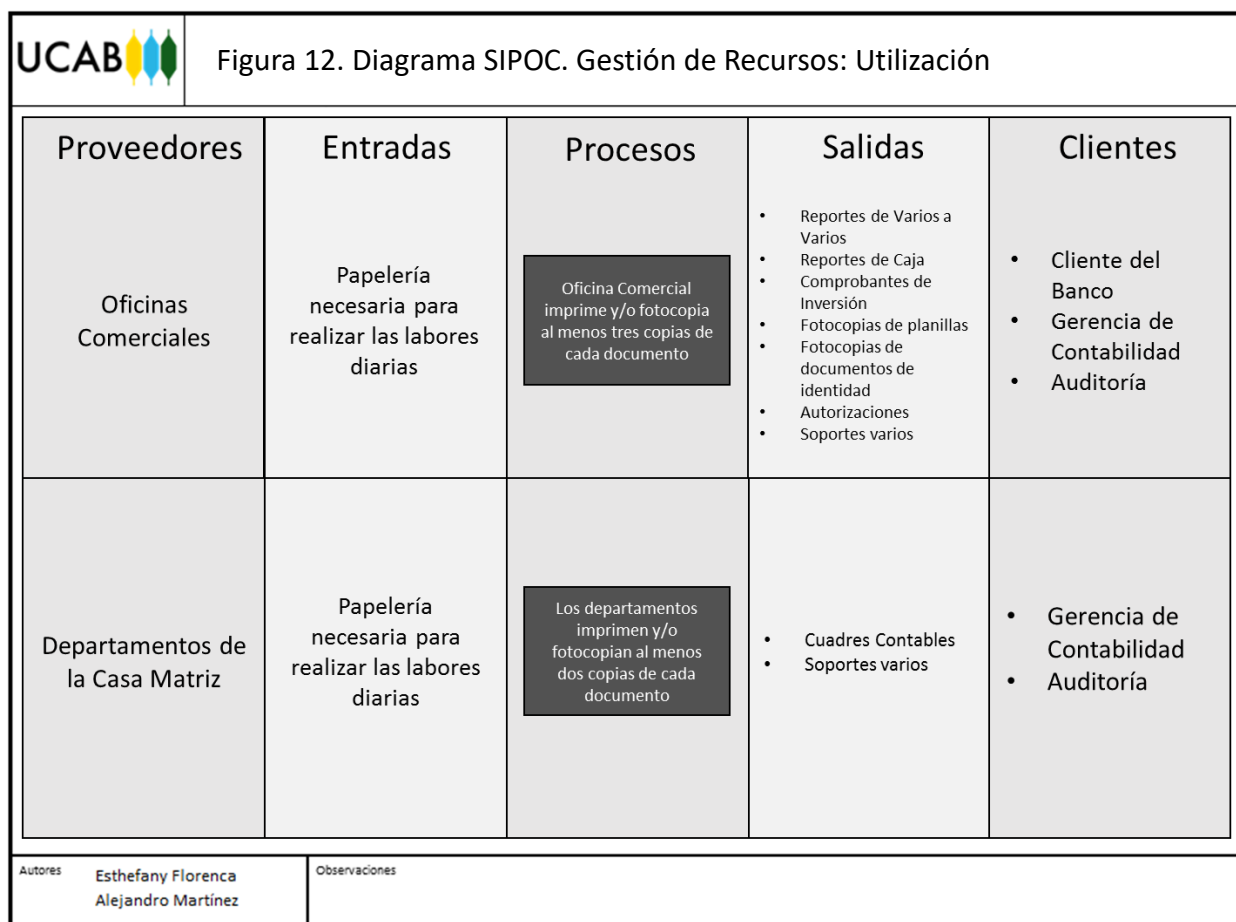 UCAB
Figura 12. Diagrama SIPOC. Gestión de Recursos: Utilización
Proveedores
Entradas
Procesos
Salidas
Clientes
Oficinas
Comerciales
Papelería
necesaria para
realizar las labores
diarias
Oficina Comercial
imprime y/o fotocopia
al menos tres copias de
cada documento
• Reportes de Varios a
Varios
• Reportes de Caja
• Comprobantes de
Inversión
• Fotocopias de planillas
• Fotocopias de
documentos de
identidad
• Autorizaciones
• Soportes varios
• Cliente del
Banco
• Gerencia de
Contabilidad
• Auditoría
Departamentos de
la Casa Matriz
Papelería
necesaria para
realizar las labores
diarias
Los departamentos
imprimen y/o
fotocopian al menos
dos copias de cada
documento
• Cuadres Contables
• Soportes varios
• Gerencia de
Contabilidad
• Auditoría
Autores
Esthefany Florenca
Alejandro Martínez
Observaciones